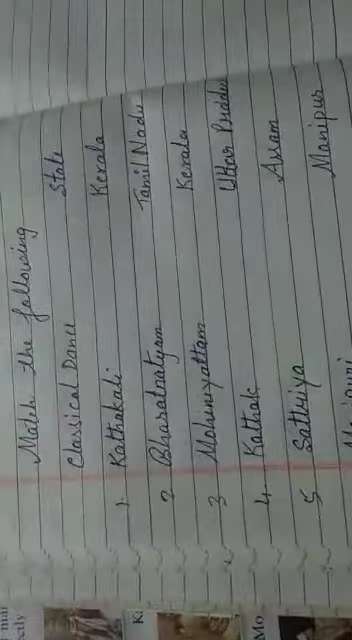 Match the following
Classical Dance State
1. Kathakali Kerala
2 Bharatnatyam Tamil Nadu
3 Mohiniyattam Kerala
4. Kathak Uttar Pradesh
5 Sattriya Assam
Manipuri Manipur